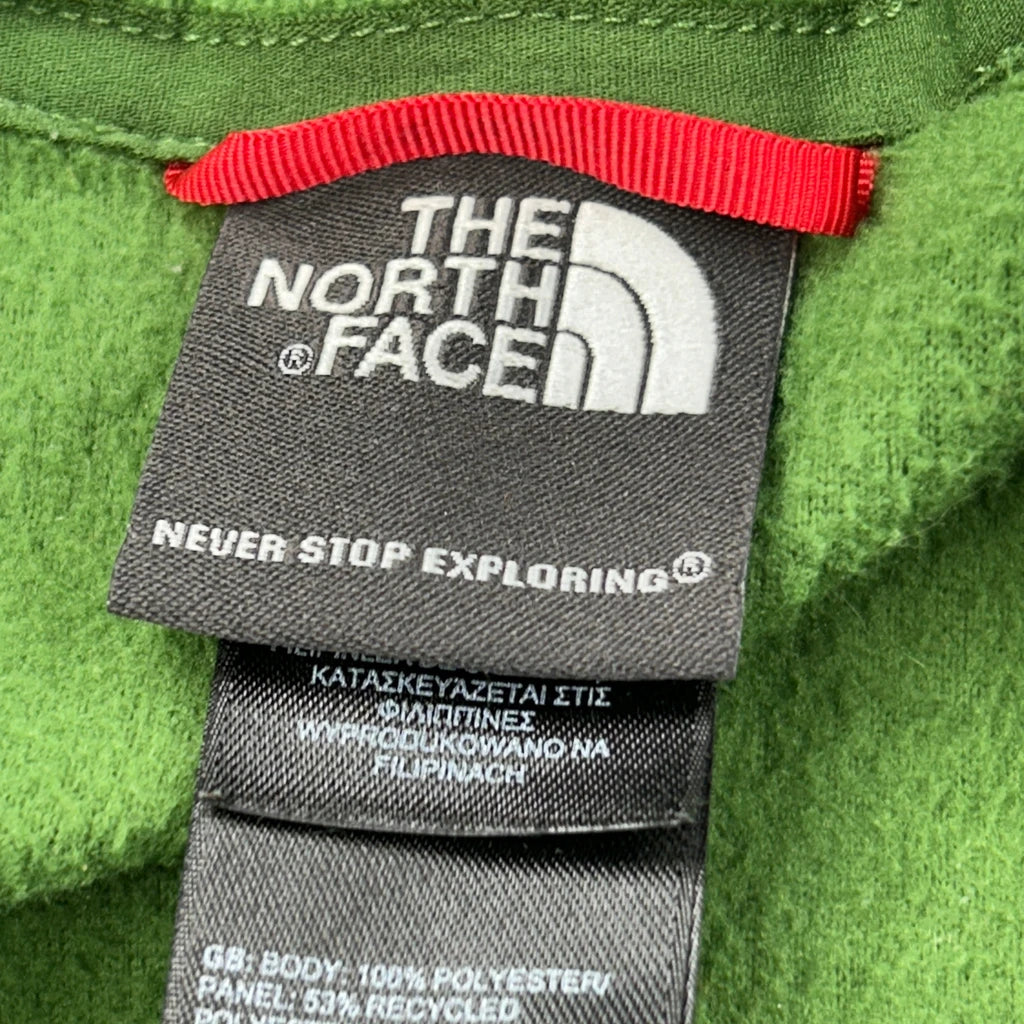 THE
NORTH
FACE
®
NEVER STOP EXPLORING®
ΚΑΤΑΣΚΕΥΑΖΕΤΑΙ ΣΤΙΣ
ΦΙΛΙΠΠΙΝΕΣ
WYPRODUKOWANO NA
FILIPINACH
GB: BODY: 100% POLYESTER/
PANEL: 53% RECYCLED